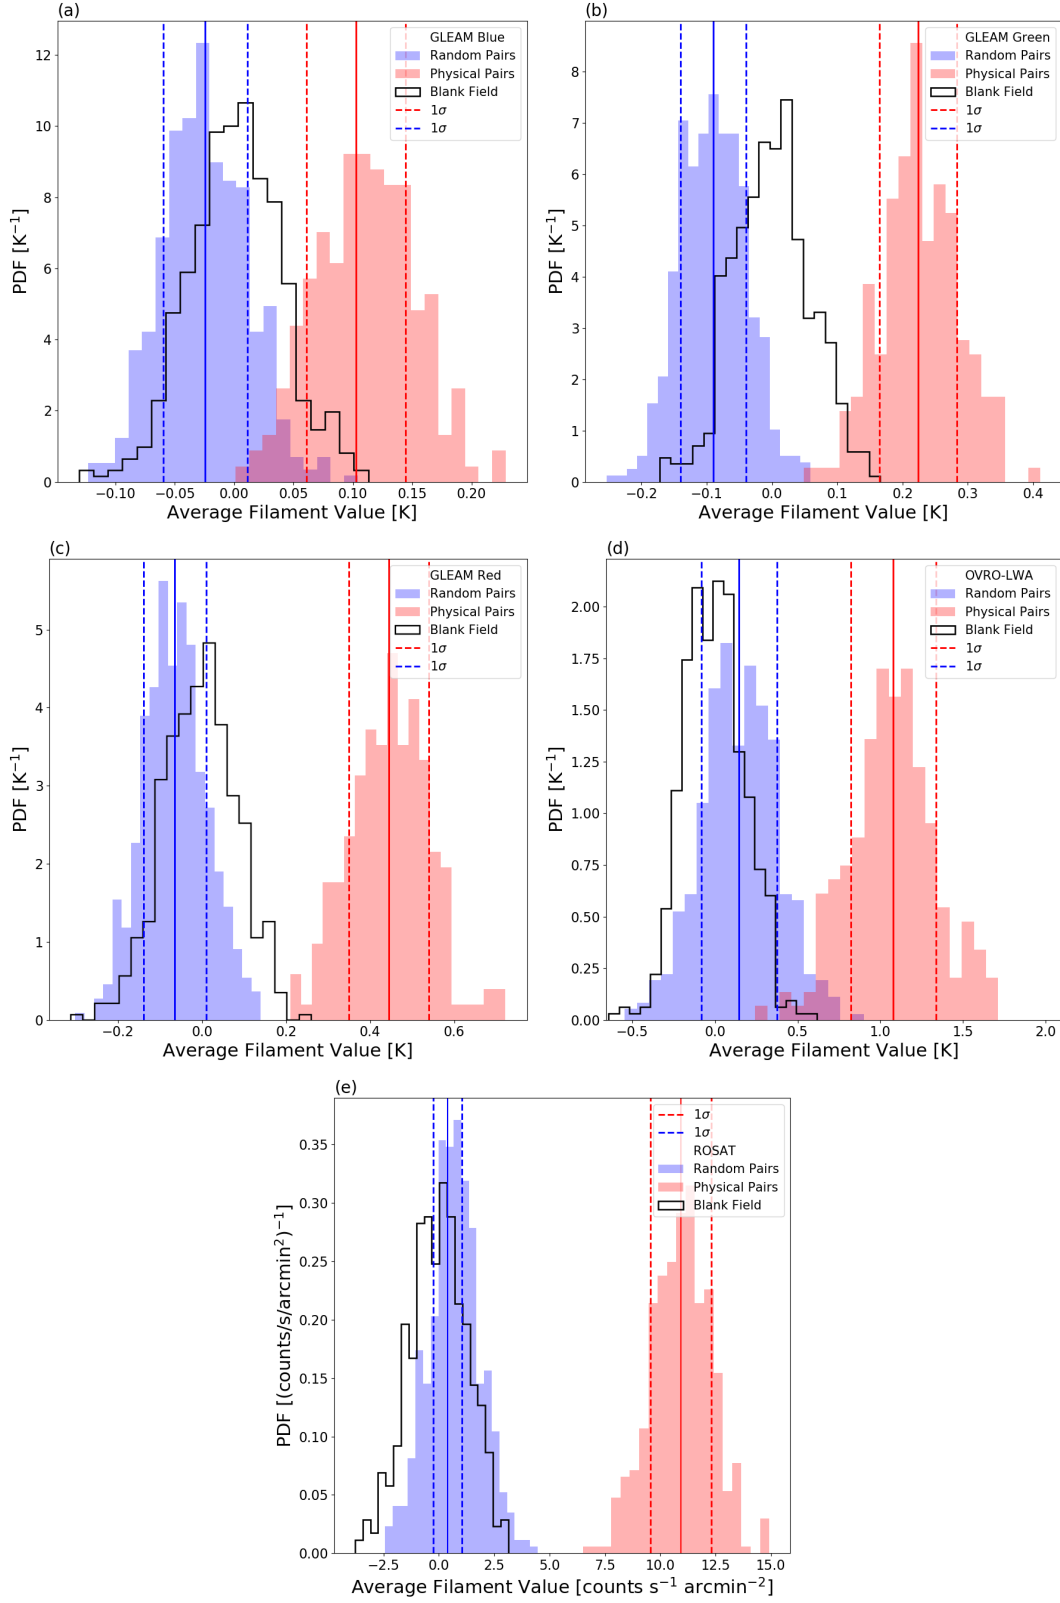 (a)
GLEAM Blue
Random Pairs
Physical Pairs
Blank Field
1σ
1σ
12
10
8
6
4
2
0
PDF [K⁻¹]
−0.10 −0.05 0.00 0.05 0.10 0.15 0.20
Average Filament Value [K]
(b)
GLEAM Green
Random Pairs
Physical Pairs
Blank Field
1σ
1σ
8
7
6
5
4
3
2
1
0
PDF [K⁻¹]
−0.2 −0.1 0.0 0.1 0.2 0.3 0.4
Average Filament Value [K]
(c)
GLEAM Red
Random Pairs
Physical Pairs
Blank Field
1σ
1σ
5
4
3
2
1
0
PDF [K⁻¹]
−0.2 0.0 0.2 0.4 0.6
Average Filament Value [K]
(d)
OVRO-LWA
Random Pairs
Physical Pairs
Blank Field
1σ
1σ
2.00
1.75
1.50
1.25
1.00
0.75
0.50
0.25
0.00
PDF [K⁻¹]
−0.5 0.0 0.5 1.0 1.5 2.0
Average Filament Value [K]
(e)
1σ
1σ
ROSAT
Random Pairs
Physical Pairs
Blank Field
0.35
0.30
0.25
0.20
0.15
0.10
0.05
0.00
PDF [(counts/s/arcmin²)⁻¹]
−2.5 0.0 2.5 5.0 7.5 10.0 12.5 15.0
Average Filament Value [counts s⁻¹ arcmin⁻²]